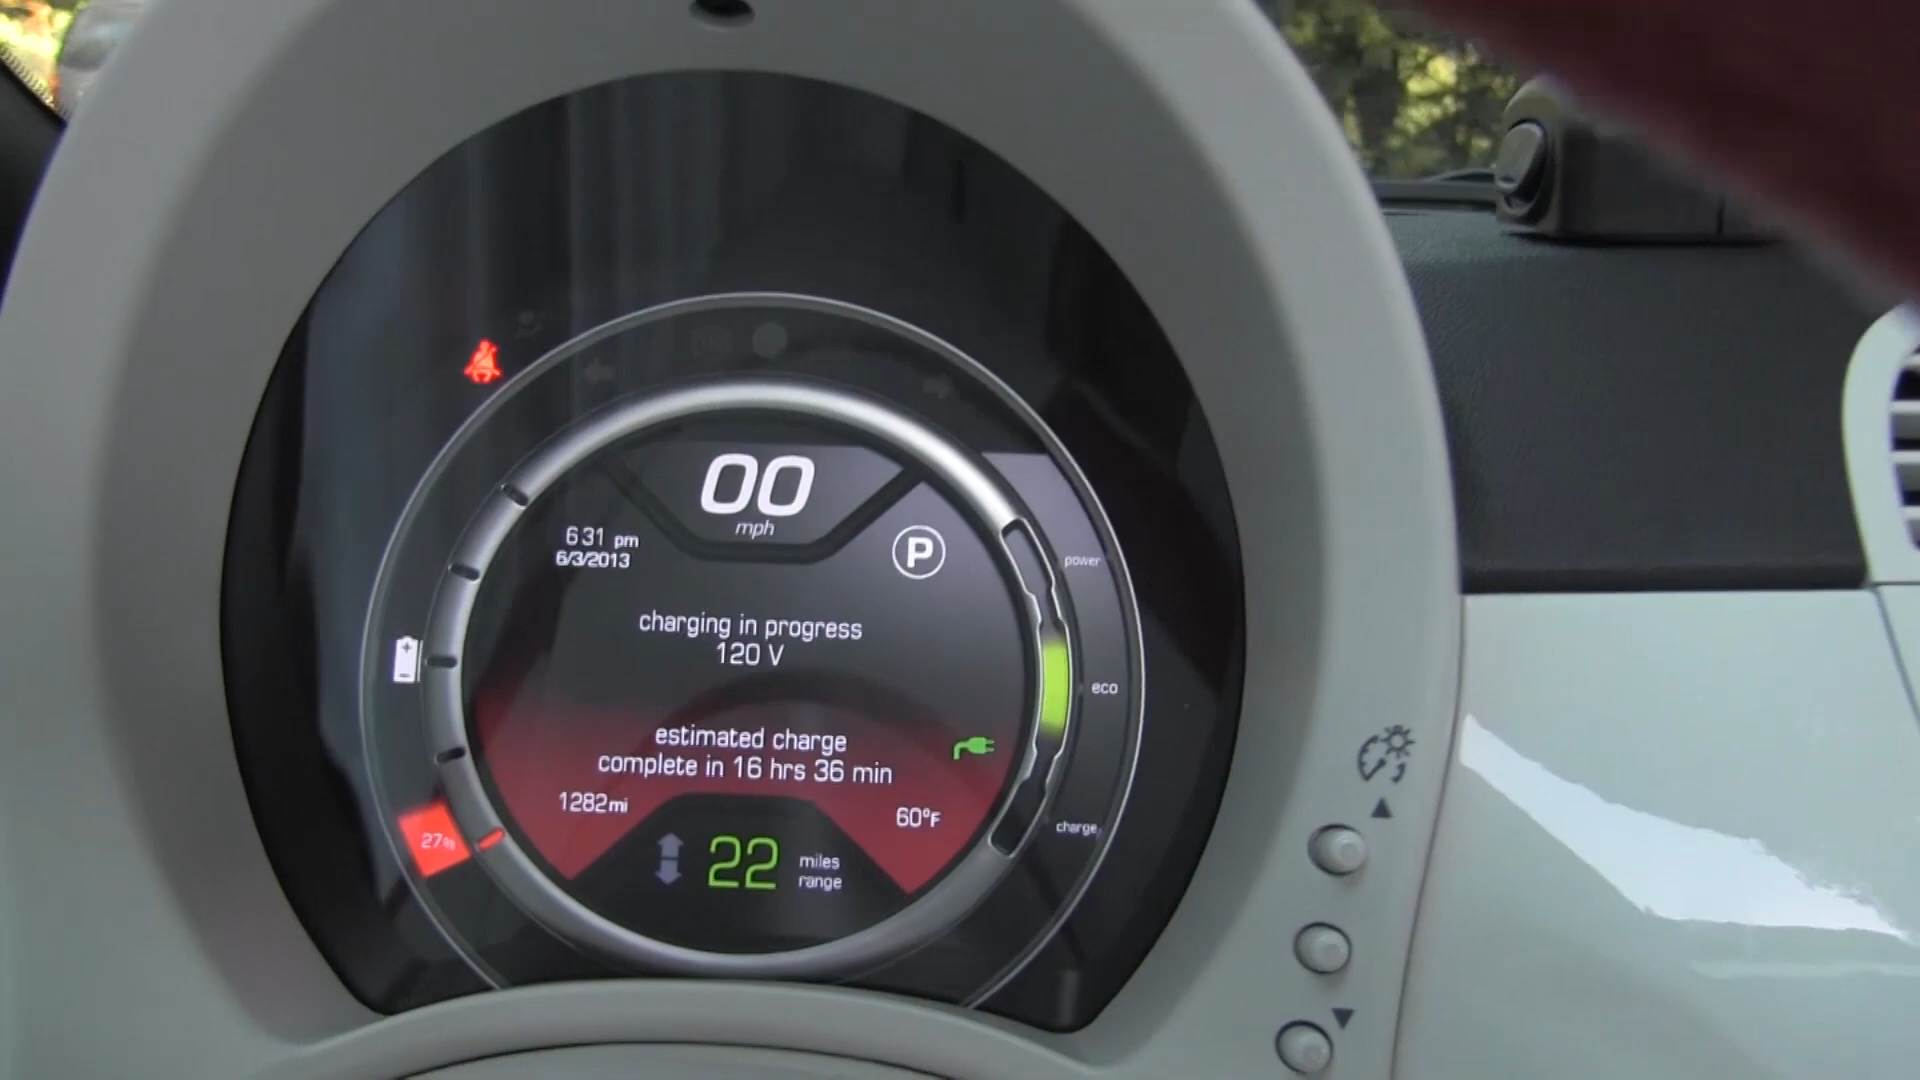 00
mph
6:31 pm
6/3/2013
P
power
charging in progress
120 V
eco
estimated charge
complete in 16 hrs 36 min
1282mi
60°F
charge
27%
22
miles
range